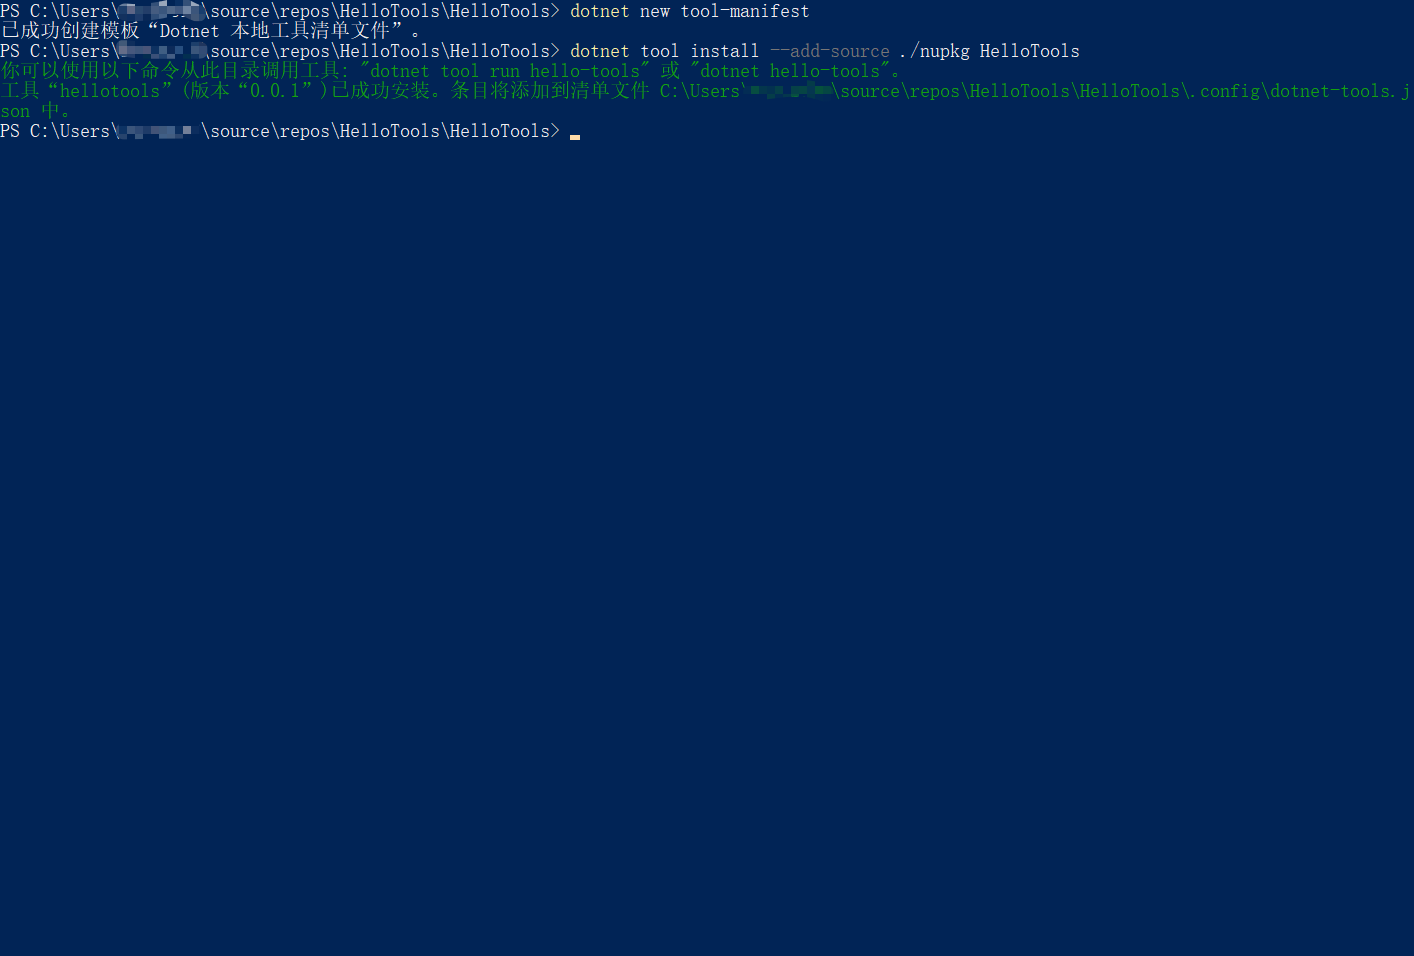 PS C:\Users\ \source\repos\HelloTools\HelloTools> dotnet new tool-manifest
已成功创建模板“Dotnet 本地工具清单文件”。
PS C:\Users\ \source\repos\HelloTools\HelloTools> dotnet tool install --add-source ./nupkg HelloTools
你可以使用以下命令从此目录调用工具: "dotnet tool run hello-tools" 或 "dotnet hello-tools"。
工具“hellotools”(版本“0.0.1”)已成功安装。条目将添加到清单文件 C:\Users\ \source\repos\HelloTools\HelloTools\.config\dotnet-tools.j
son 中。
PS C:\Users\ \source\repos\HelloTools\HelloTools>